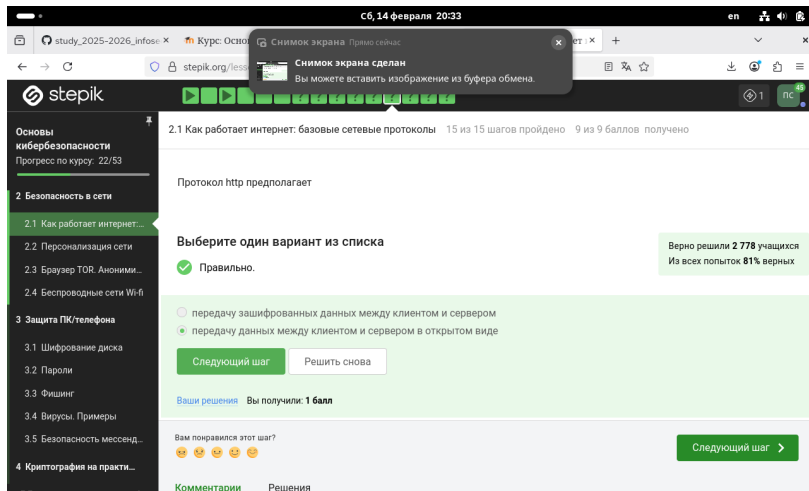 Сб, 14 февраля 20:33
en
study_2025-2026_infose
Курс: Осно
Снимок экрана Прямо сейчас
Снимок экрана сделан
Вы можете вставить изображение из буфера обмена.
stepik.org/less
stepik
1
ПС
45
Основы
кибербезопасности
Прогресс по курсу: 22/53
2 Безопасность в сети
2.1 Как работает интернет:...
2.2 Персонализация сети
2.3 Браузер TOR. Аноними...
2.4 Беспроводные сети Wi-fi
3 Защита ПК/телефона
3.1 Шифрование диска
3.2 Пароли
3.3 Фишинг
3.4 Вирусы. Примеры
3.5 Безопасность мессенд...
4 Криптография на практи...
2.1 Как работает интернет: базовые сетевые протоколы 15 из 15 шагов пройдено 9 из 9 баллов получено
Протокол http предполагает
Выберите один вариант из списка
Правильно.
Верно решили 2 778 учащихся
Из всех попыток 81% верных
передачу зашифрованных данных между клиентом и сервером
передачу данных между клиентом и сервером в открытом виде
Следующий шаг
Решить снова
Ваши решения Вы получили: 1 балл
Вам понравился этот шаг?
Следующий шаг
Комментарии Решения